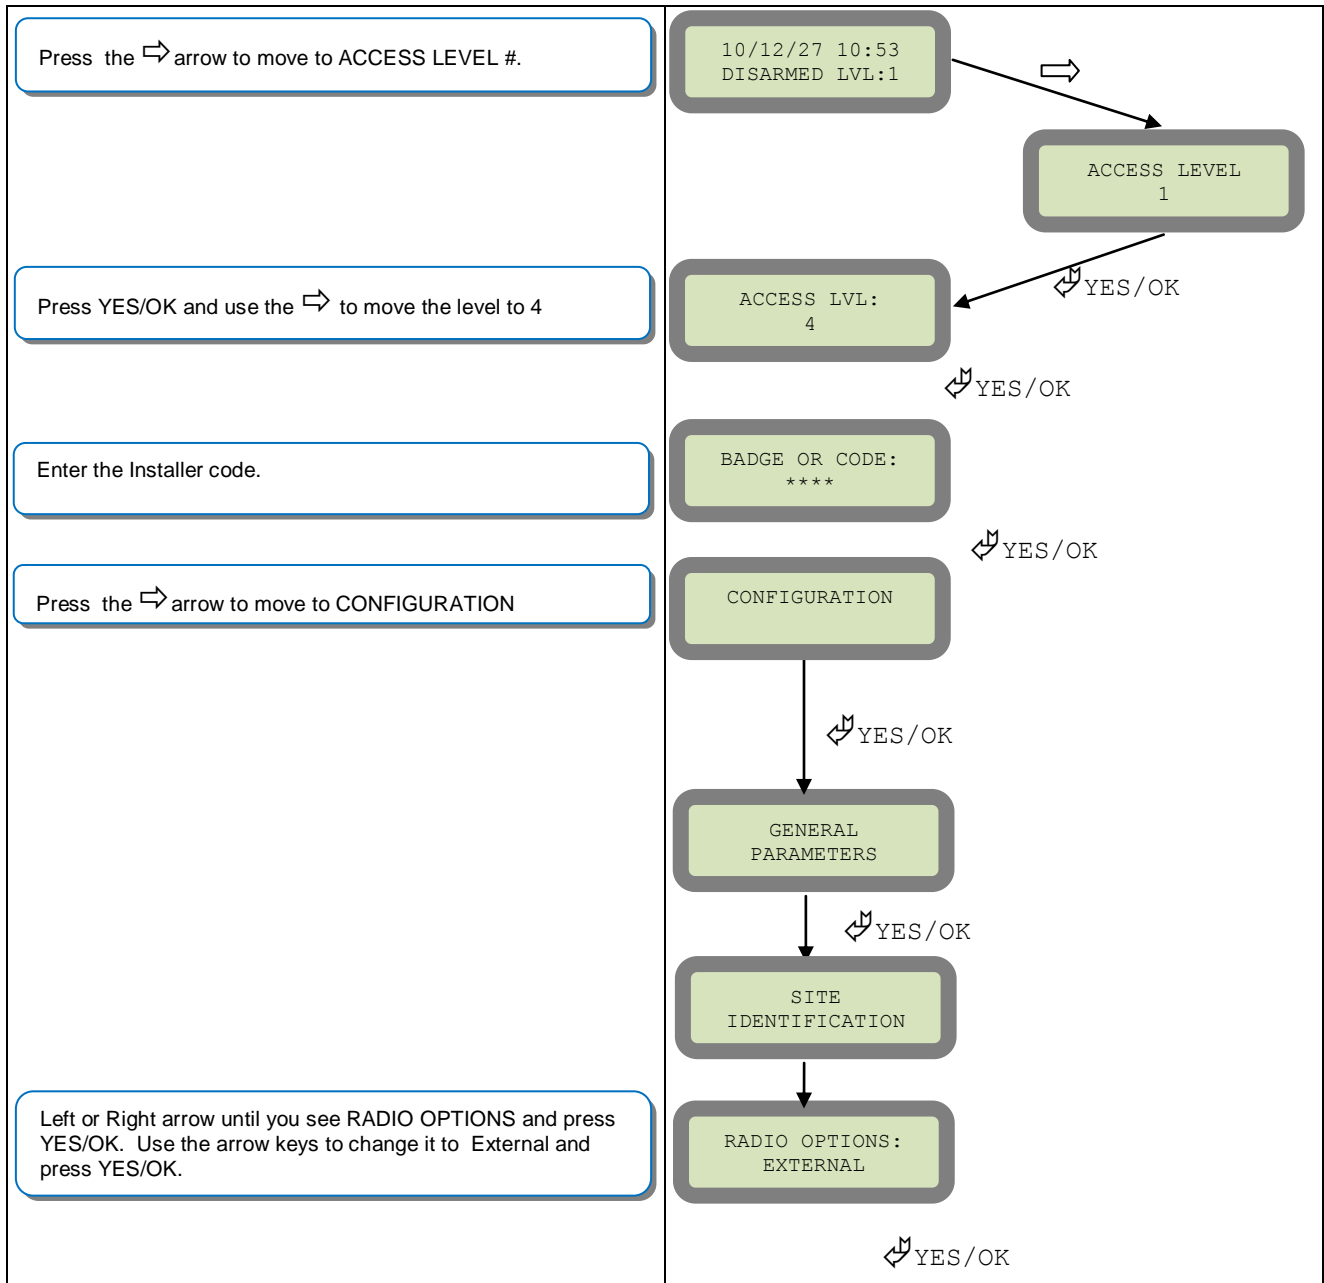 Press the ⇨ arrow to move to ACCESS LEVEL #.
10/12/27 10:53
DISARMED LVL:1
⇨
ACCESS LEVEL
1
YES/OK
Press YES/OK and use the ⇨ to move the level to 4
ACCESS LVL:
4
YES/OK
Enter the Installer code.
BADGE OR CODE:
****
YES/OK
Press the ⇨ arrow to move to CONFIGURATION
CONFIGURATION
YES/OK
GENERAL
PARAMETERS
YES/OK
SITE
IDENTIFICATION
Left or Right arrow until you see RADIO OPTIONS and press
YES/OK. Use the arrow keys to change it to External and
press YES/OK.
RADIO OPTIONS:
EXTERNAL
YES/OK